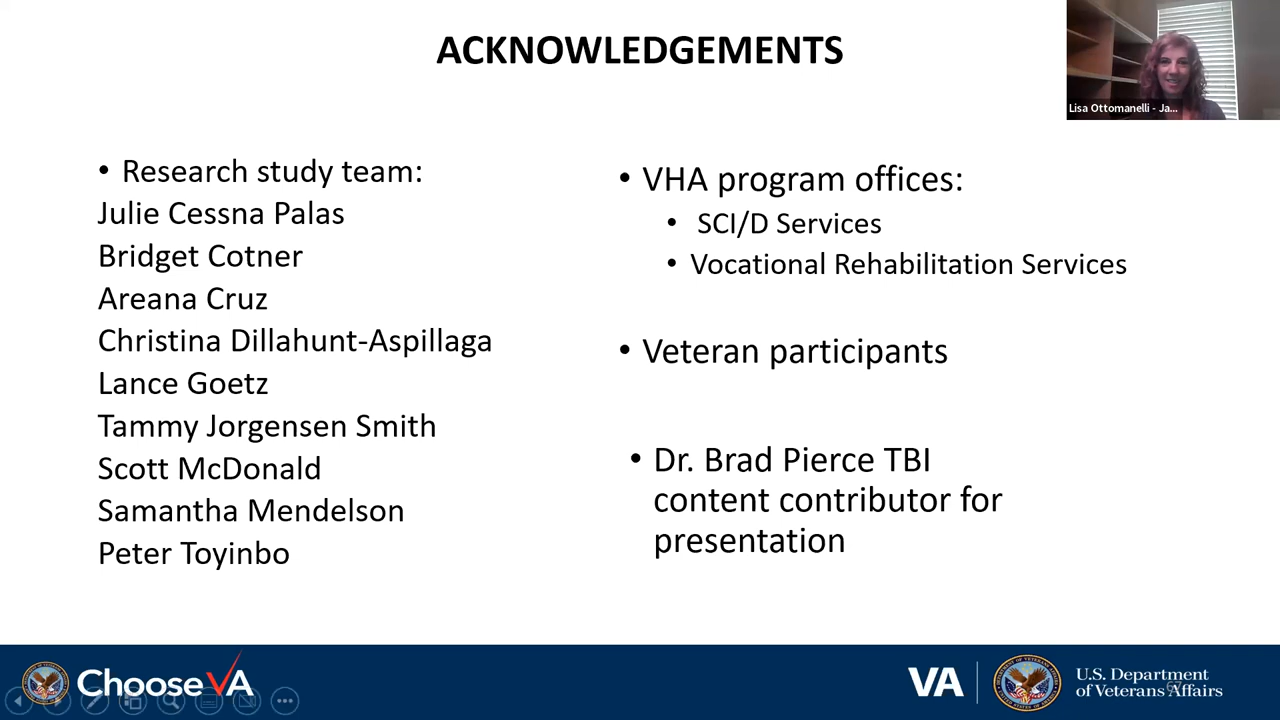 ACKNOWLEDGEMENTS
Lisa Ottomanelli - Ja...
• Research study team:
Julie Cessna Palas
Bridget Cotner
Areana Cruz
Christina Dillahunt-Aspillaga
Lance Goetz
Tammy Jorgensen Smith
Scott McDonald
Samantha Mendelson
Peter Toyinbo
• VHA program offices:
• SCI/D Services
• Vocational Rehabilitation Services
• Veteran participants
• Dr. Brad Pierce TBI
content contributor for
presentation
Choose VA
VA
U.S. Department
of Veterans Affairs